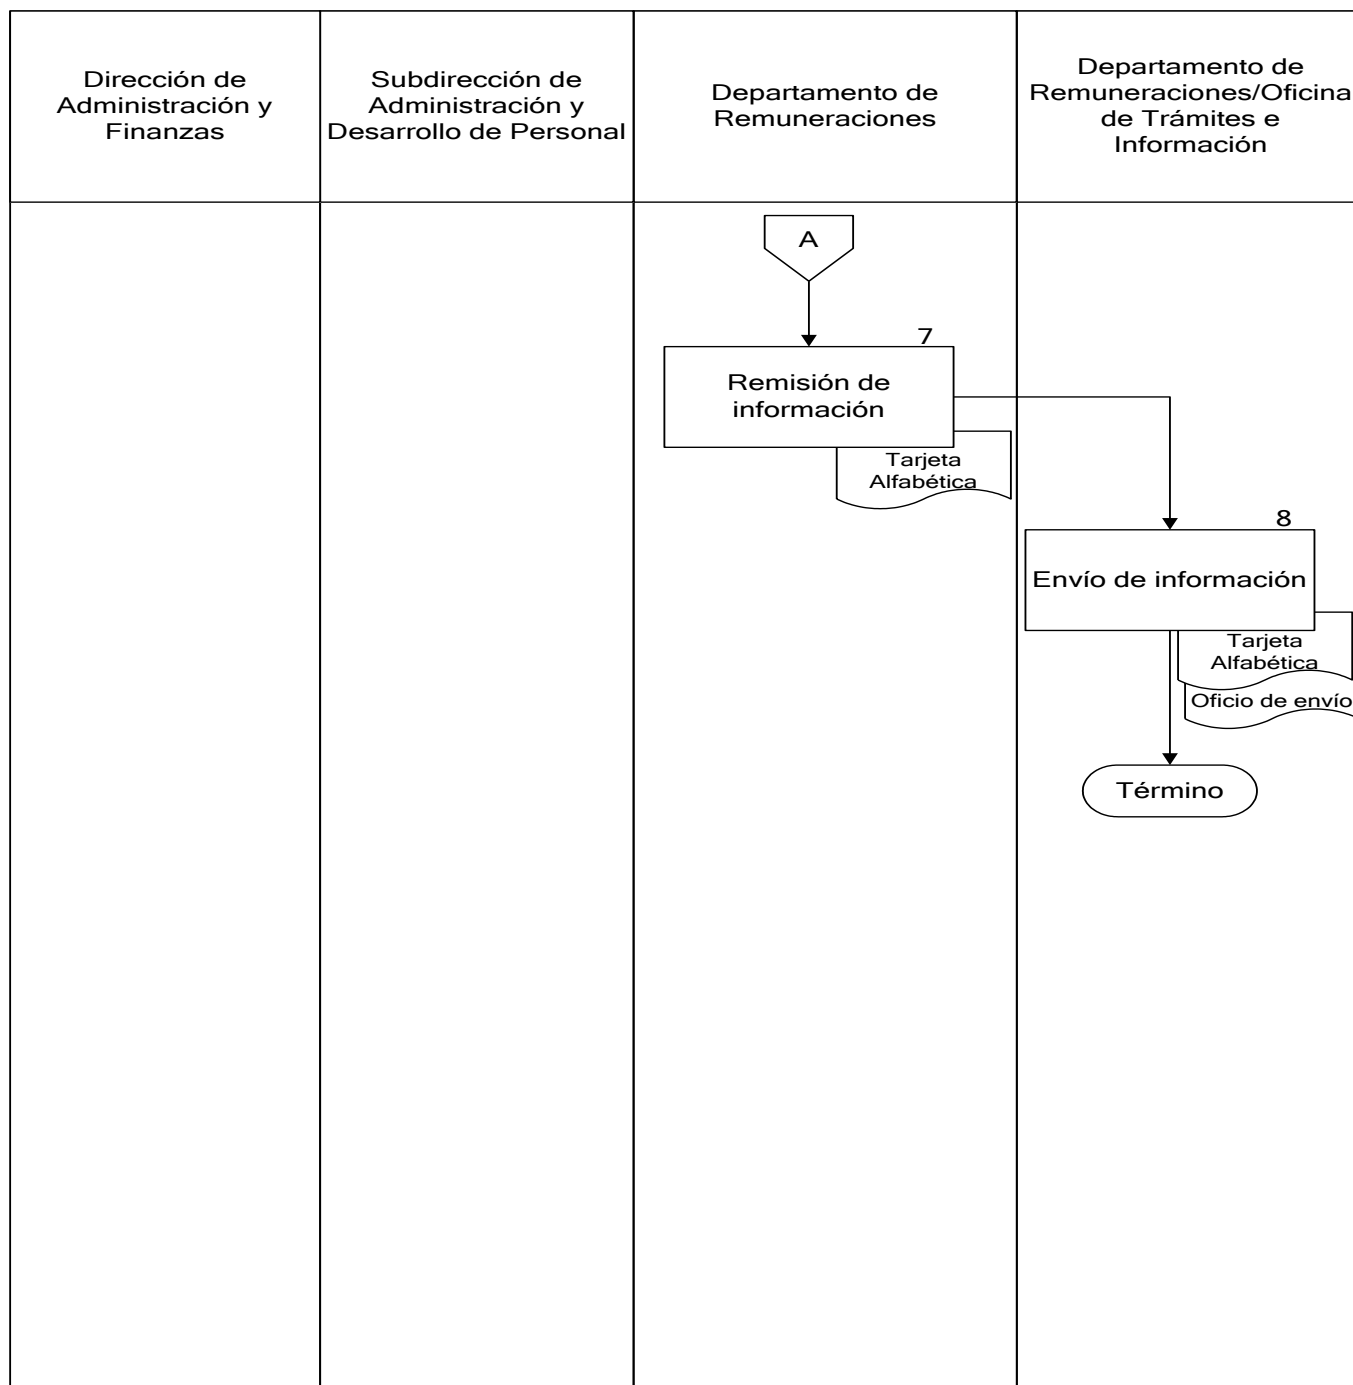 Dirección de
Administración y
Finanzas
Subdirección de
Administración y
Desarrollo de Personal
Departamento de
Remuneraciones
Departamento de
Remuneraciones/Oficina
de Trámites e
Información
A
7
Remisión de
información
Tarjeta
Alfabética
8
Envío de información
Tarjeta
Alfabética
Oficio de envío
Término